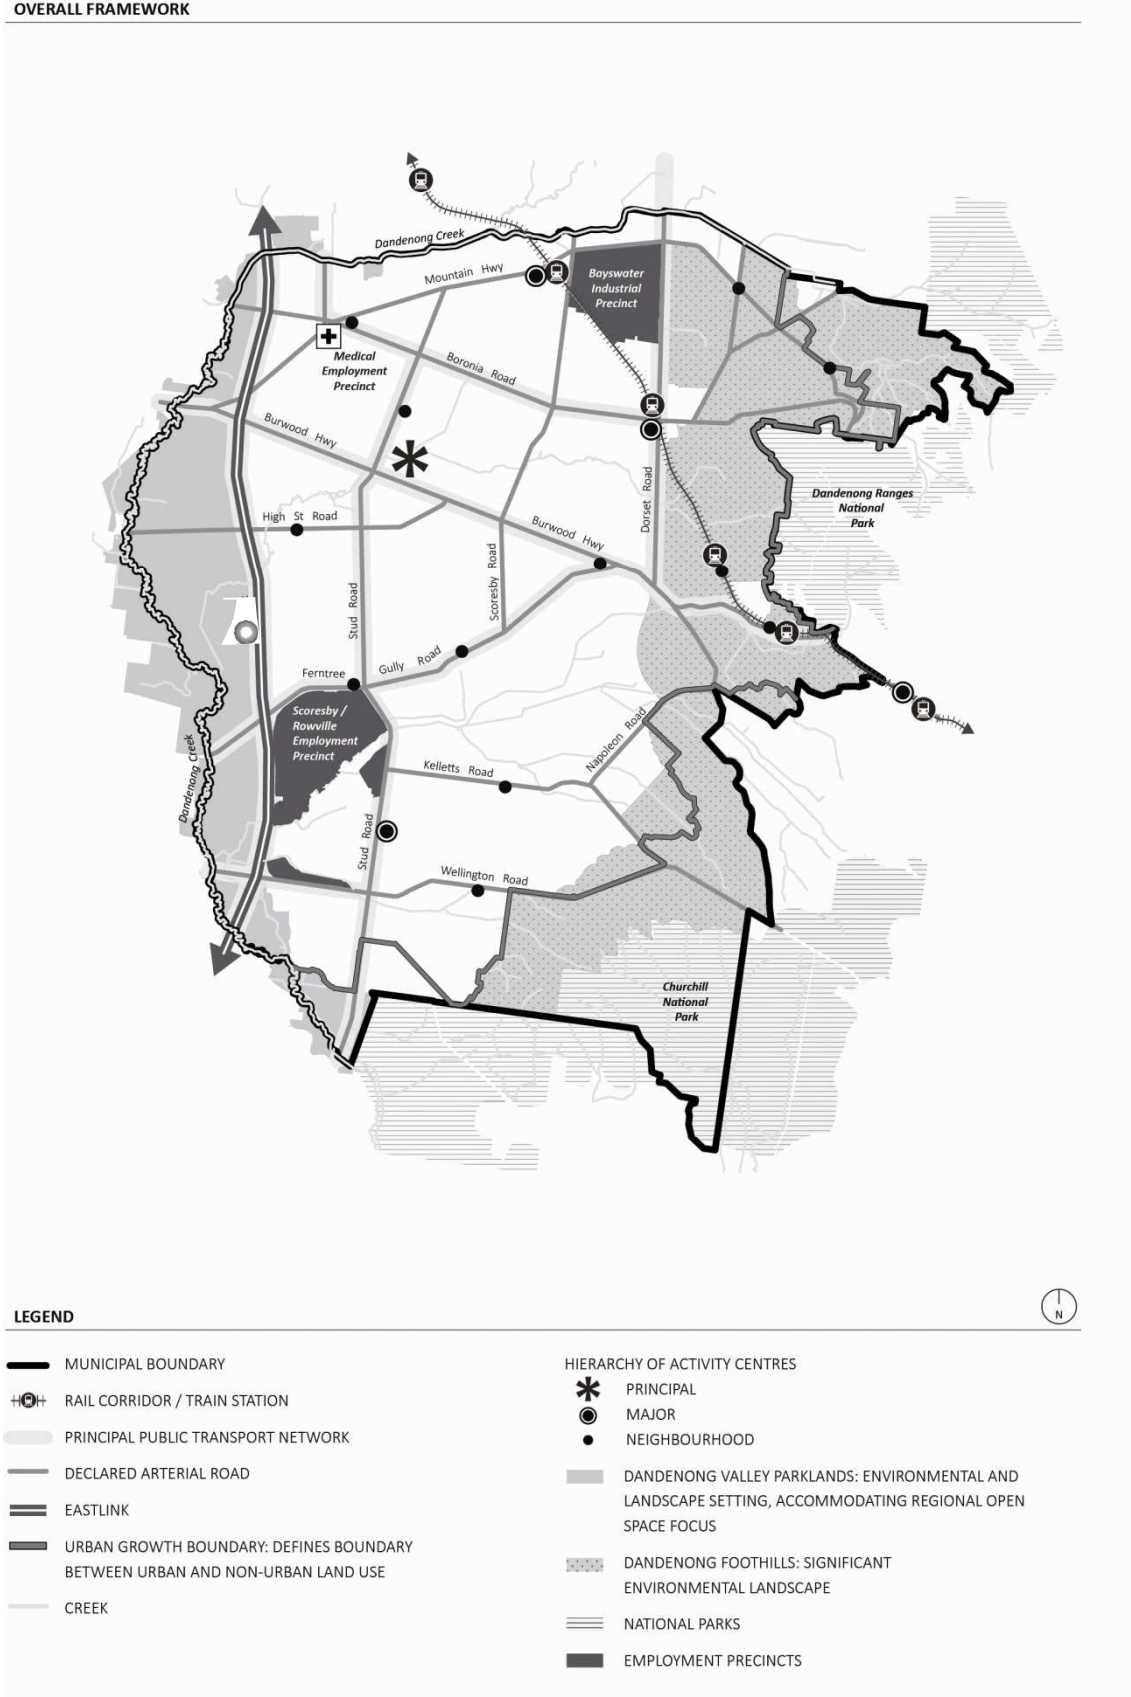 OVERALL FRAMEWORK
Dandenong Creek
Mountain Hwy
Bayswater
Industrial
Precinct
Medical
Employment
Precinct
Boronia Road
Burwood Hwy
Dandenong Ranges
National
Park
Dorset Road
High St Road
Burwood Hwy
Scoresby Road
Stud Road
Gully Road
Ferntree
Scoresby /
Rowville
Employment
Precinct
Napoleon Road
Dandenong Creek
Kelletts Road
Stud Road
Wellington Road
Churchill
National
Park
LEGEND
N
MUNICIPAL BOUNDARY
RAIL CORRIDOR / TRAIN STATION
PRINCIPAL PUBLIC TRANSPORT NETWORK
DECLARED ARTERIAL ROAD
EASTLINK
URBAN GROWTH BOUNDARY: DEFINES BOUNDARY
BETWEEN URBAN AND NON-URBAN LAND USE
CREEK
HIERARCHY OF ACTIVITY CENTRES
PRINCIPAL
MAJOR
NEIGHBOURHOOD
DANDENONG VALLEY PARKLANDS: ENVIRONMENTAL AND
LANDSCAPE SETTING, ACCOMMODATING REGIONAL OPEN
SPACE FOCUS
DANDENONG FOOTHILLS: SIGNIFICANT
ENVIRONMENTAL LANDSCAPE
NATIONAL PARKS
EMPLOYMENT PRECINCTS